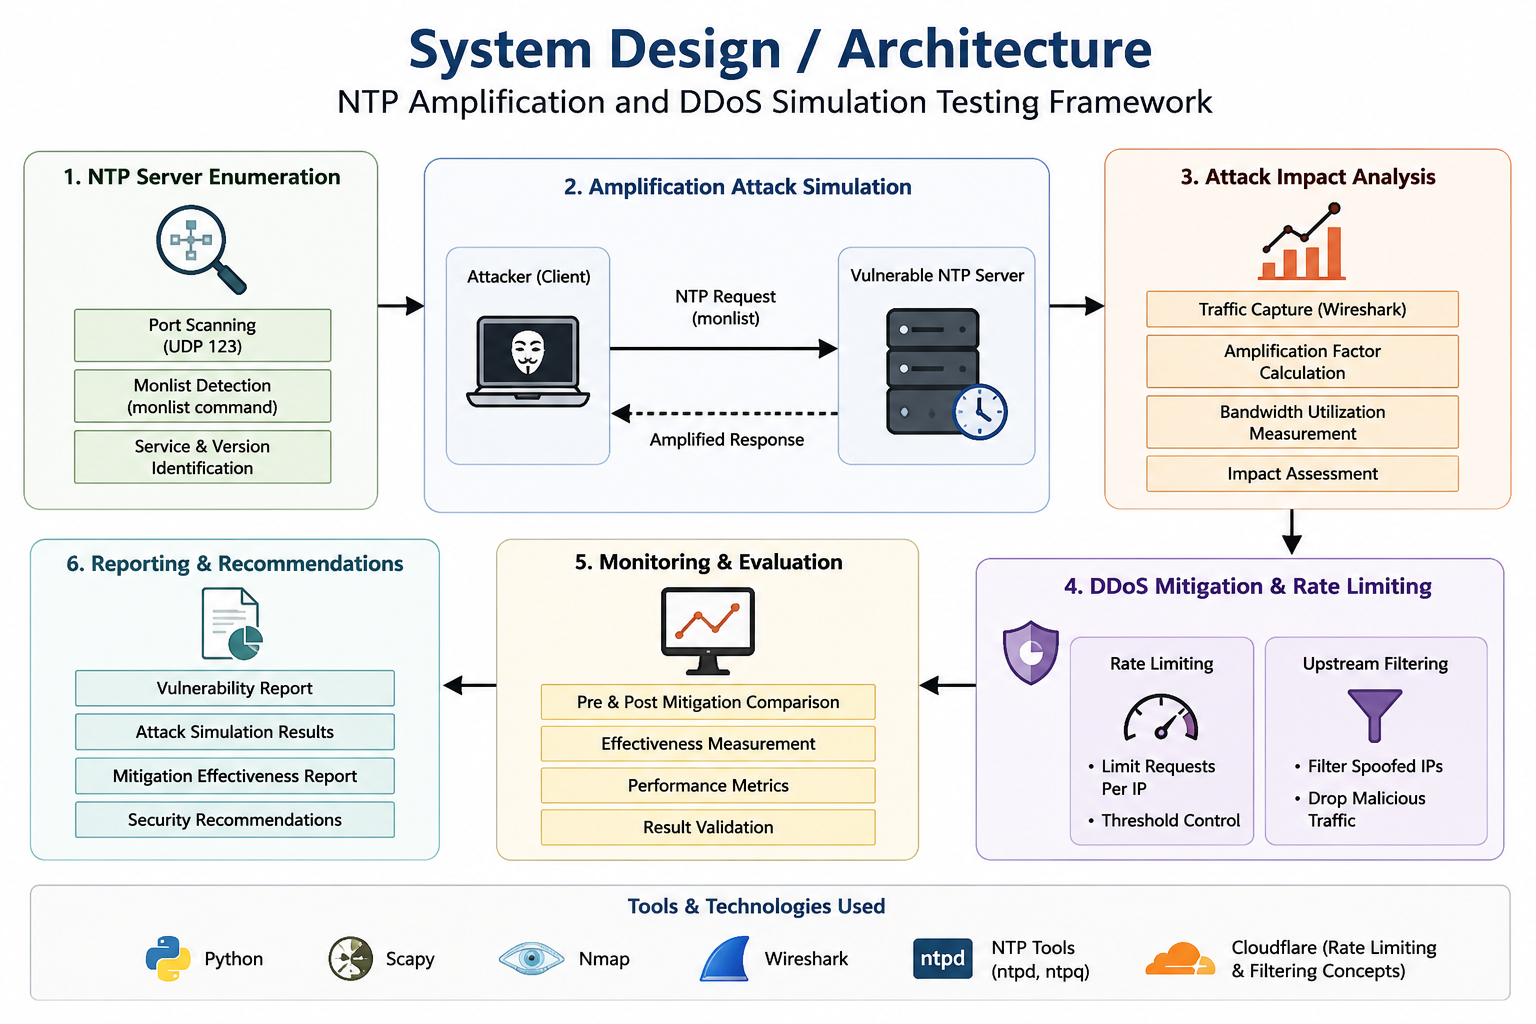 System Design / Architecture
NTP Amplification and DDoS Simulation Testing Framework
1. NTP Server Enumeration
Port Scanning
(UDP 123)
Monlist Detection
(monlist command)
Service & Version
Identification
2. Amplification Attack Simulation
Attacker (Client)
NTP Request
(monlist)
Amplified Response
Vulnerable NTP Server
3. Attack Impact Analysis
Traffic Capture (Wireshark)
Amplification Factor
Calculation
Bandwidth Utilization
Measurement
Impact Assessment
4. DDoS Mitigation & Rate Limiting
Rate Limiting
• Limit Requests
Per IP
• Threshold Control
Upstream Filtering
• Filter Spoofed IPs
• Drop Malicious
Traffic
5. Monitoring & Evaluation
Pre & Post Mitigation Comparison
Effectiveness Measurement
Performance Metrics
Result Validation
6. Reporting & Recommendations
Vulnerability Report
Attack Simulation Results
Mitigation Effectiveness Report
Security Recommendations
Tools & Technologies Used
Python
Scapy
Nmap
Wireshark
ntpd
NTP Tools
(ntpd, ntpq)
Cloudflare (Rate Limiting
& Filtering Concepts)